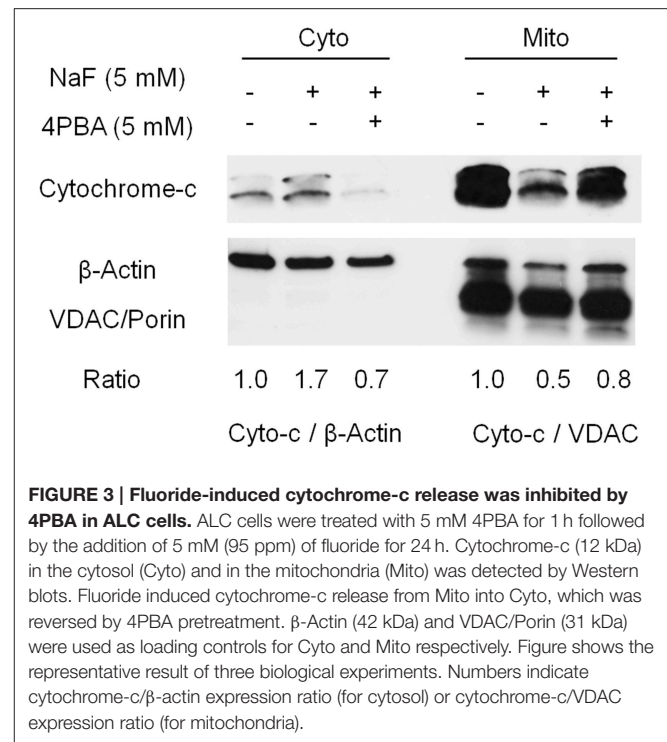 Cyto Mito
NaF (5 mM) - + + - + +
4PBA (5 mM) - - + - - +
Cytochrome-c
β-Actin
VDAC/Porin
Ratio 1.0 1.7 0.7 1.0 0.5 0.8
Cyto-c / β-Actin Cyto-c / VDAC
FIGURE 3 | Fluoride-induced cytochrome-c release was inhibited by
4PBA in ALC cells. ALC cells were treated with 5 mM 4PBA for 1 h followed
by the addition of 5 mM (95 ppm) of fluoride for 24 h. Cytochrome-c (12 kDa)
in the cytosol (Cyto) and in the mitochondria (Mito) was detected by Western
blots. Fluoride induced cytochrome-c release from Mito into Cyto, which was
reversed by 4PBA pretreatment. β-Actin (42 kDa) and VDAC/Porin (31 kDa)
were used as loading controls for Cyto and Mito respectively. Figure shows the
representative result of three biological experiments. Numbers indicate
cytochrome-c/β-actin expression ratio (for cytosol) or cytochrome-c/VDAC
expression ratio (for mitochondria).